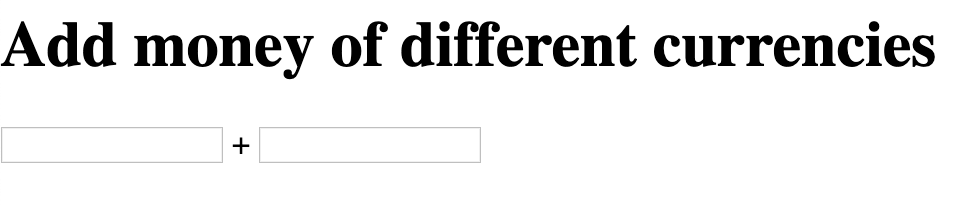 Add money of different currencies
+